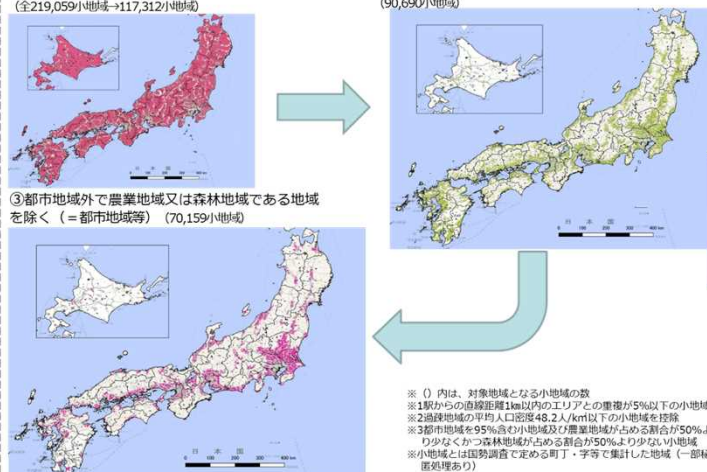 (全219,059小地域→117,312小地域)
(90,690小地域)
③都市地域外で農業地域又は森林地域である地域
を除く（＝都市地域等）（70,159小地域）
日 本 国
日 本 国
日 本 国
※（）内は、対象地域となる小地域の数
※1駅からの直線距離1km以内のエリアとの重複が5%以下の小地域
※2過疎地域の平均人口密度48.2人/km以下の小地域を控除
※3都市地域を95%含む小地域及び農業地域が占める割合が50%よ
り少なくかつ森林地域が占める割合が50%より少ない小地域
※小地域とは国勢調査で定める町丁・字等で集計した地域（一部秘
匿処理あり）